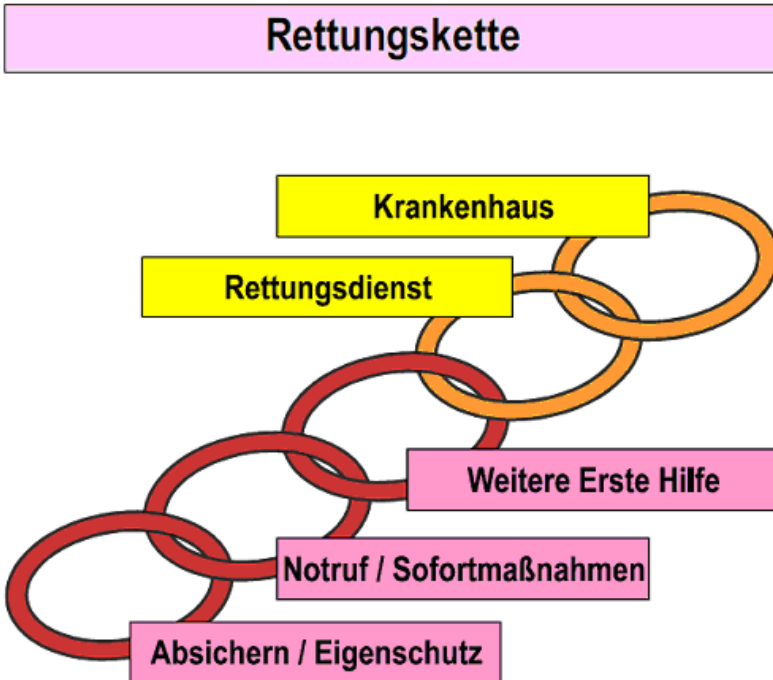 Rettungskette
Krankenhaus
Rettungsdienst
Weitere Erste Hilfe
Notruf / Sofortmaßnahmen
Absichern / Eigenschutz